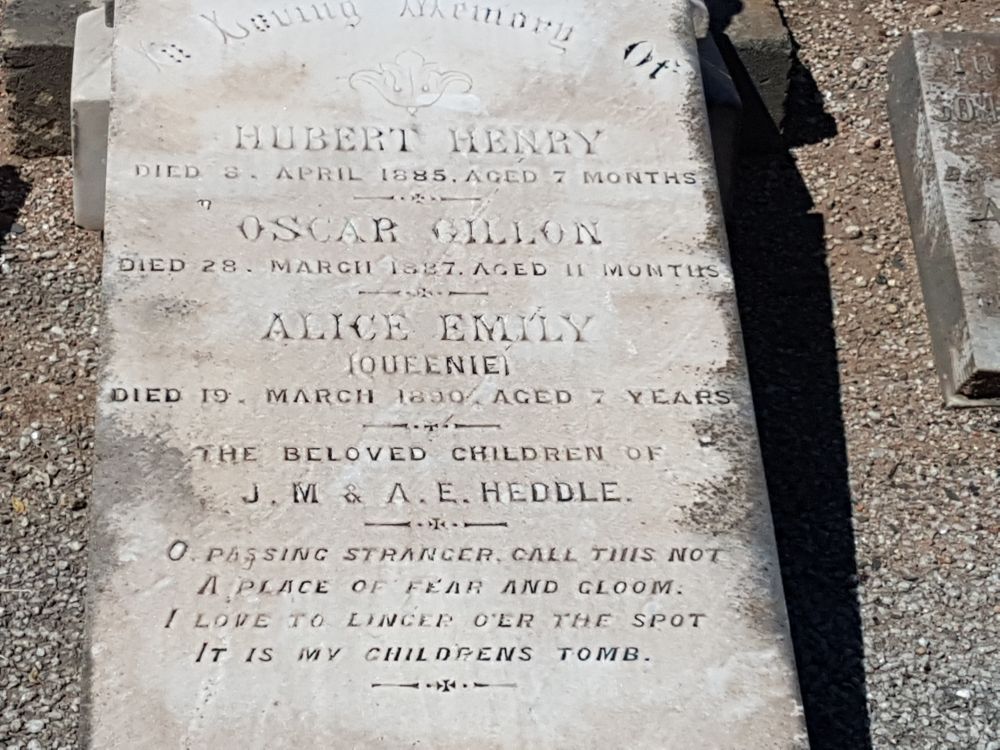 In Loving Memory Of
HUBERT HENRY
DIED 8. APRIL 1885. AGED 7 MONTHS
OSCAR GILLON
DIED 28. MARCH 1887. AGED 11 MONTHS
ALICE EMILY
(QUEENIE)
DIED 19. MARCH 1890. AGED 7 YEARS
THE BELOVED CHILDREN OF
J. M & A. E. HEDDLE.
O. PASSING STRANGER, CALL THIS NOT
A PLACE OF FEAR AND GLOOM.
I LOVE TO LINGER O'ER THE SPOT
IT IS MY CHILDRENS TOMB.